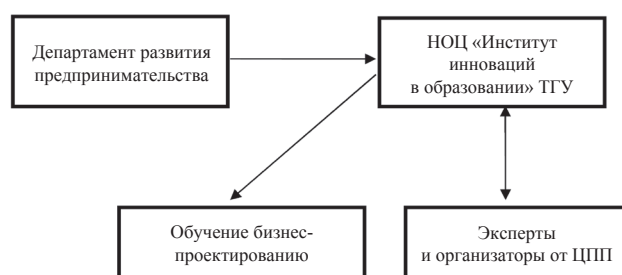 Департамент развития
предпринимательства
НОЦ «Институт
инноваций
в образовании» ТГУ
Обучение бизнес-
проектированию
Эксперты
и организаторы от ЦПП